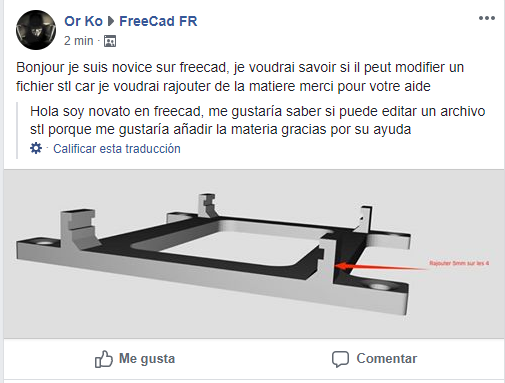 Or Ko ▶ FreeCad FR
2 min ·
Bonjour je suis novice sur freecad, je voudrai savoir si il peut modifier un
fichier stl car je voudrai rajouter de la matiere merci pour votre aide
Hola soy novato en freecad, me gustaría saber si puede editar un archivo
stl porque me gustaría añadir la materia gracias por su ayuda
· Calificar esta traducción
Rajouter 5mm sur les 4
Me gusta
Comentar